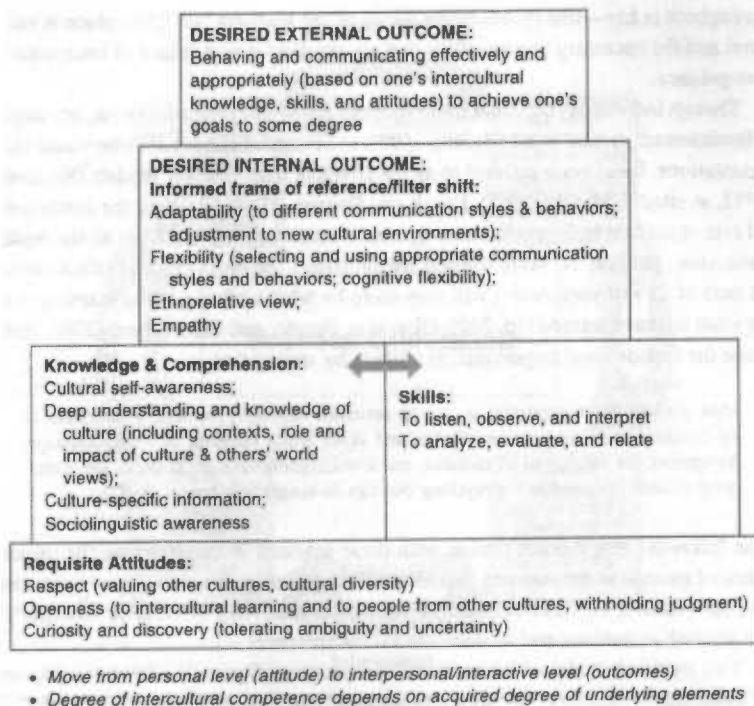 DESIRED EXTERNAL OUTCOME:
Behaving and communicating effectively and
appropriately (based on one's intercultural
knowledge, skills, and attitudes) to achieve one's
goals to some degree
DESIRED INTERNAL OUTCOME:
Informed frame of reference/filter shift:
Adaptability (to different communication styles & behaviors;
adjustment to new cultural environments);
Flexibility (selecting and using appropriate communication
styles and behaviors; cognitive flexibility);
Ethnorelative view;
Empathy
Knowledge & Comprehension:
Cultural self-awareness;
Deep understanding and knowledge of
culture (including contexts, role and
impact of culture & others' world
views);
Culture-specific information;
Sociolinguistic awareness
Skills:
To listen, observe, and interpret
To analyze, evaluate, and relate
Requisite Attitudes:
Respect (valuing other cultures, cultural diversity)
Openness (to intercultural learning and to people from other cultures, withholding judgment)
Curiosity and discovery (tolerating ambiguity and uncertainty)
• Move from personal level (attitude) to interpersonal/interactive level (outcomes)
• Degree of intercultural competence depends on acquired degree of underlying elements